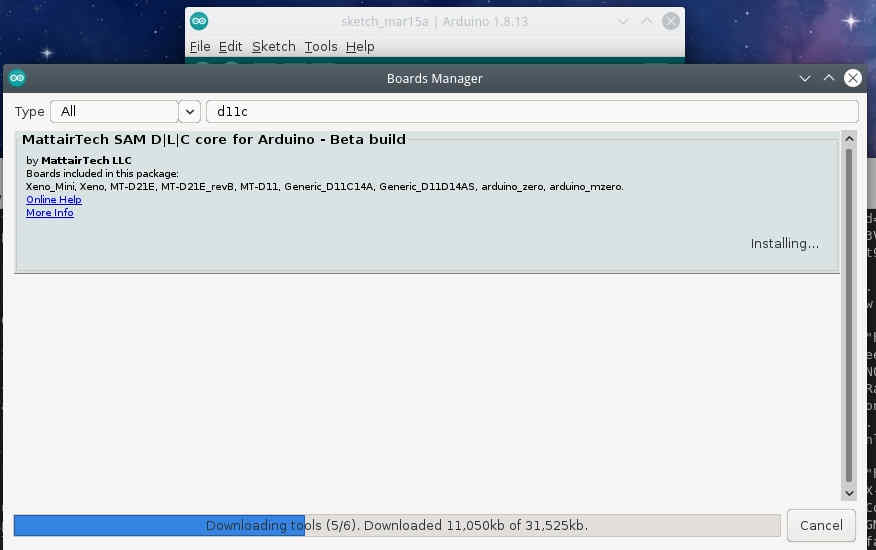 sketch_mar15a | Arduino 1.8.13
File Edit Sketch Tools Help
Boards Manager
Type All d11c
MattairTech SAM D|L|C core for Arduino - Beta build
by MattairTech LLC
Boards included in this package:
Xeno_Mini, Xeno, MT-D21E, MT-D21E_revB, MT-D11, Generic_D11C14A, Generic_D11D14AS, arduino_zero, arduino_mzero.
Online Help
More Info
Installing...
Downloading tools (5/6). Downloaded 11,050kb of 31,525kb.
Cancel